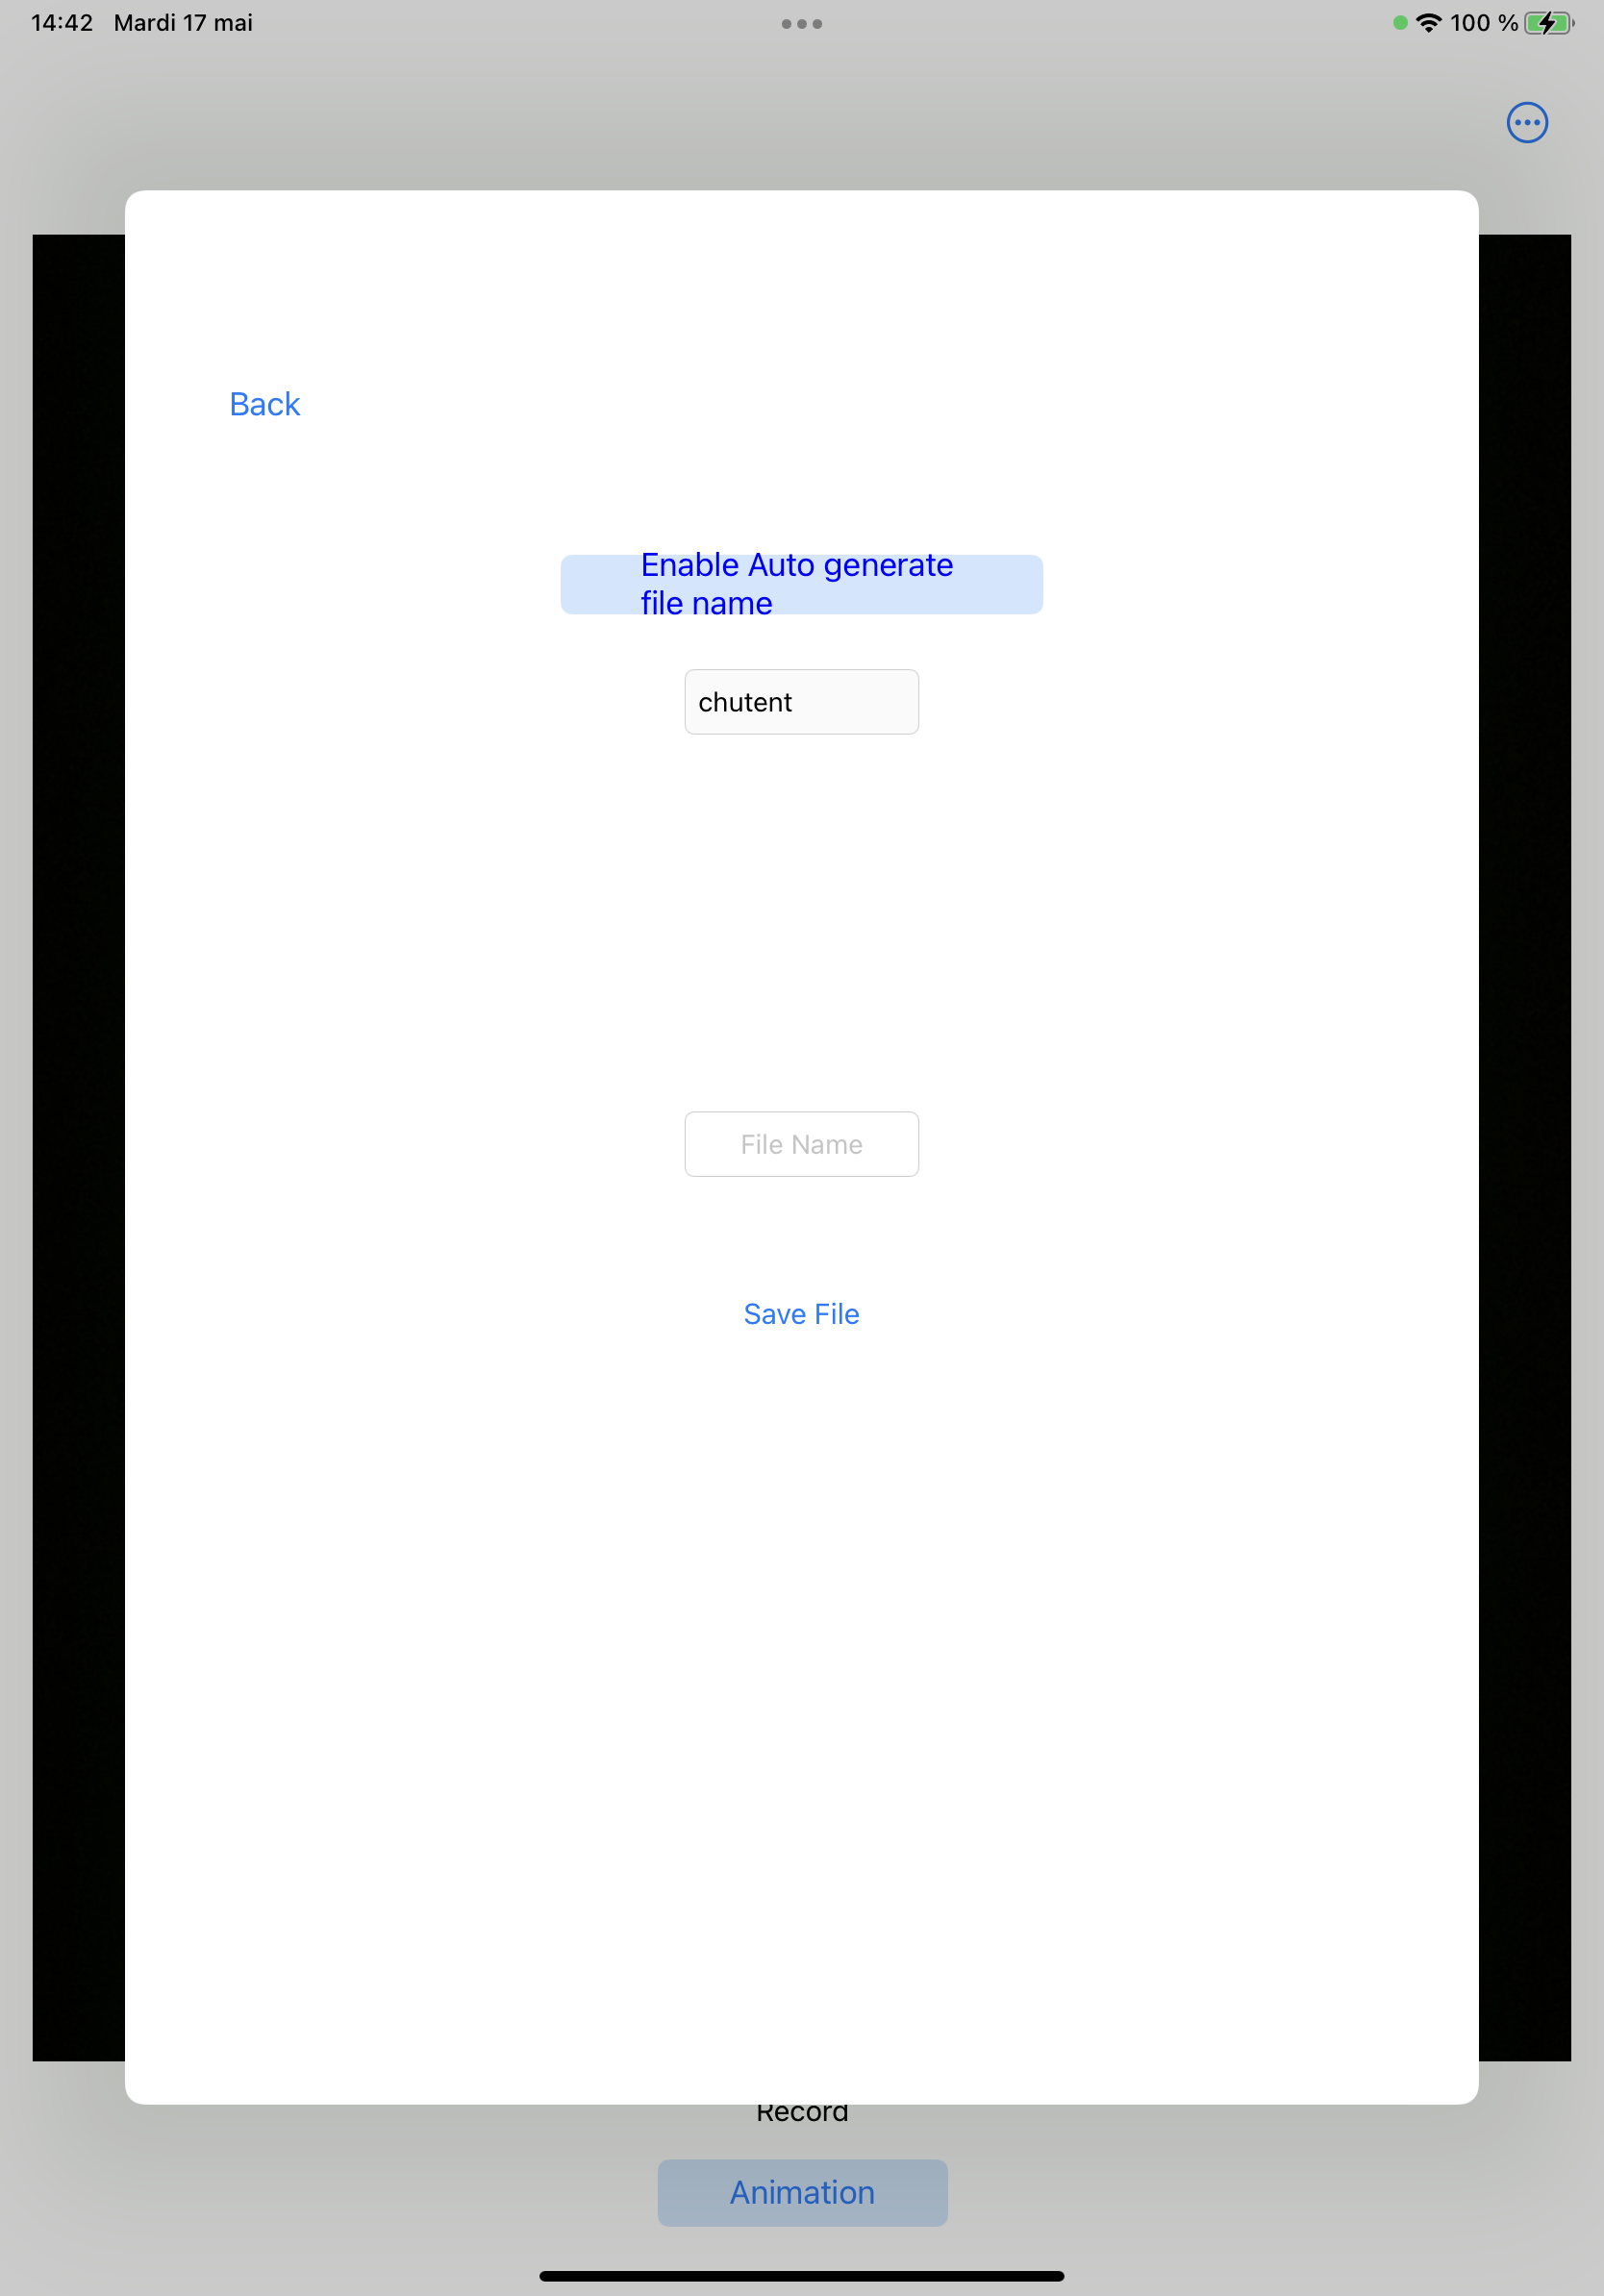 14:42 Mardi 17 mai
100 %
Back
Enable Auto generate
file name
chutent
File Name
Save File
Record
Animation